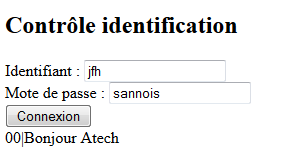 Contrôle identification
Identifiant : jfh
Mote de passe : sannois
Connexion
00|Bonjour Atech